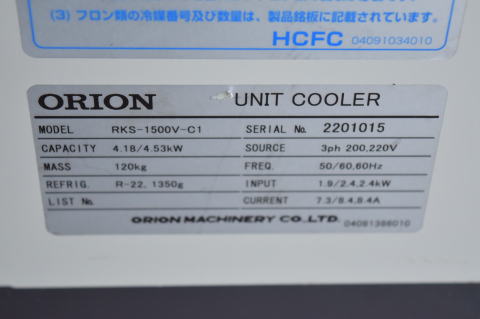 (3) フロン類の冷媒番号及び数量は、製品銘板に記載されています。
HCFC 04091034010
ORION UNIT COOLER
MODEL RKS-1500V-C1 SERIAL No. 2201015
CAPACITY 4.18/4.53kW SOURCE 3ph 200,220V
MASS 120kg FREQ. 50/60,60Hz
REFRIG. R-22, 1350g INPUT 1.9/2.4,2.4kW
LIST No. CURRENT 7.3/8.4,8.4A
ORION MACHINERY CO.,LTD. 04091386010